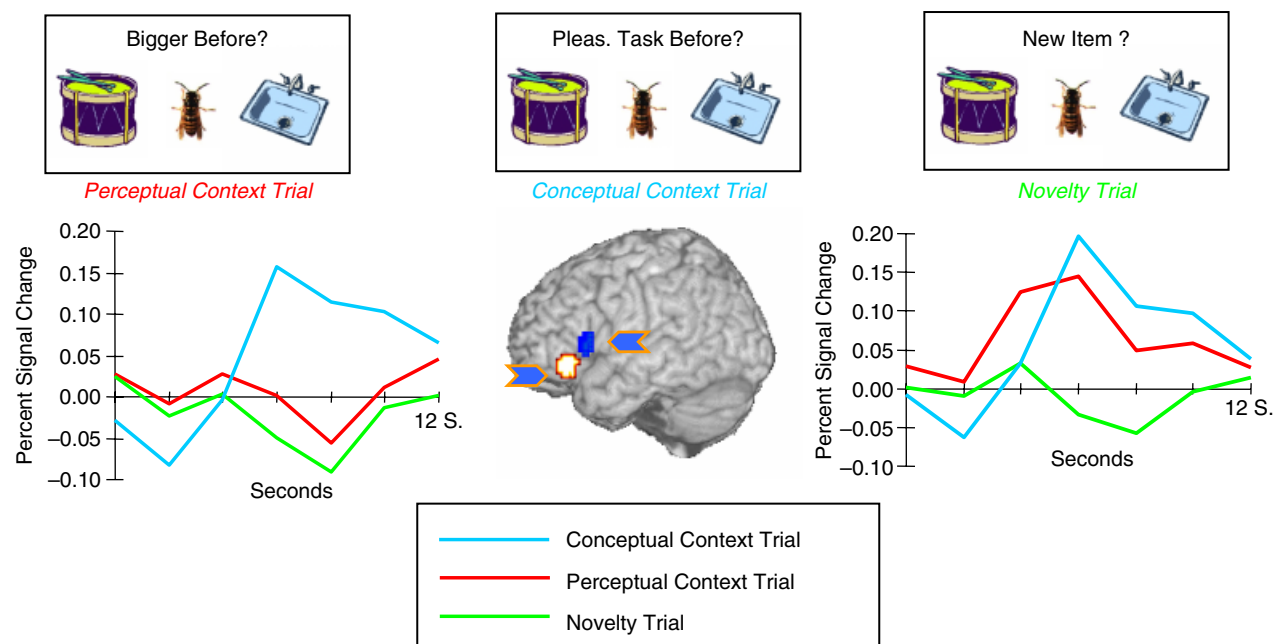 Bigger Before?
Pleas. Task Before?
New Item ?
Perceptual Context Trial
Conceptual Context Trial
Novelty Trial
Percent Signal Change
0.20
0.15
0.10
0.05
0.00
–0.05
–0.10
12 S.
Seconds
Percent Signal Change
0.20
0.15
0.10
0.05
0.00
–0.05
–0.10
12 S.
Seconds
Conceptual Context Trial
Perceptual Context Trial
Novelty Trial